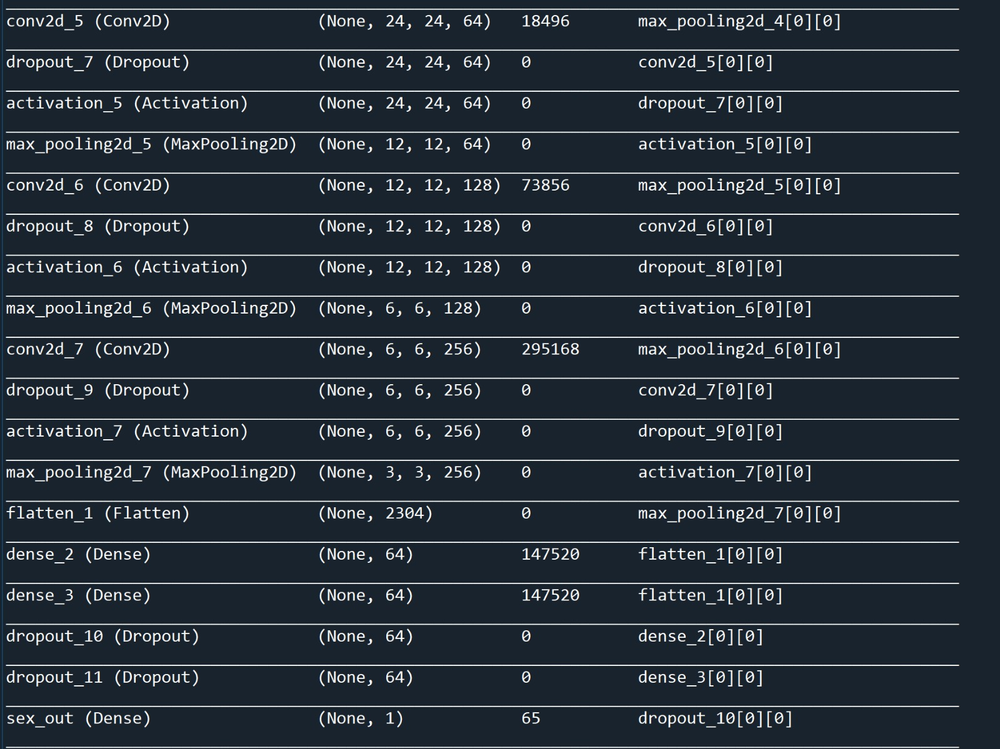 conv2d_5 (Conv2D) (None, 24, 24, 64) 18496 max_pooling2d_4[0][0]
dropout_7 (Dropout) (None, 24, 24, 64) 0 conv2d_5[0][0]
activation_5 (Activation) (None, 24, 24, 64) 0 dropout_7[0][0]
max_pooling2d_5 (MaxPooling2D) (None, 12, 12, 64) 0 activation_5[0][0]
conv2d_6 (Conv2D) (None, 12, 12, 128) 73856 max_pooling2d_5[0][0]
dropout_8 (Dropout) (None, 12, 12, 128) 0 conv2d_6[0][0]
activation_6 (Activation) (None, 12, 12, 128) 0 dropout_8[0][0]
max_pooling2d_6 (MaxPooling2D) (None, 6, 6, 128) 0 activation_6[0][0]
conv2d_7 (Conv2D) (None, 6, 6, 256) 295168 max_pooling2d_6[0][0]
dropout_9 (Dropout) (None, 6, 6, 256) 0 conv2d_7[0][0]
activation_7 (Activation) (None, 6, 6, 256) 0 dropout_9[0][0]
max_pooling2d_7 (MaxPooling2D) (None, 3, 3, 256) 0 activation_7[0][0]
flatten_1 (Flatten) (None, 2304) 0 max_pooling2d_7[0][0]
dense_2 (Dense) (None, 64) 147520 flatten_1[0][0]
dense_3 (Dense) (None, 64) 147520 flatten_1[0][0]
dropout_10 (Dropout) (None, 64) 0 dense_2[0][0]
dropout_11 (Dropout) (None, 64) 0 dense_3[0][0]
sex_out (Dense) (None, 1) 65 dropout_10[0][0]